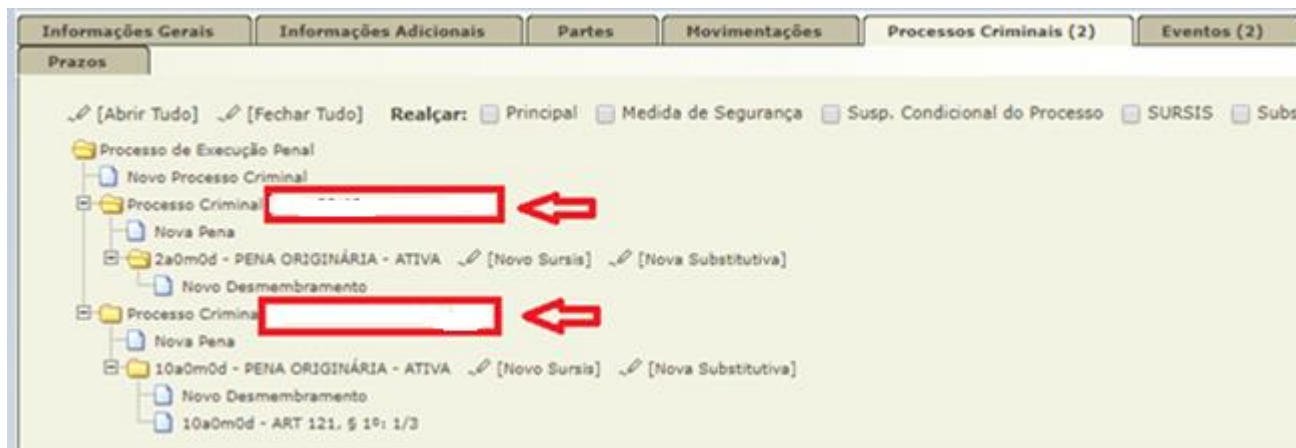 Informações Gerais Informações Adicionais Partes Movimentações Processos Criminais (2) Eventos (2)
Prazos
[Abrir Tudo] [Fechar Tudo] Realçar: Principal Medida de Segurança Susp. Condicional do Processo SURSIS Subs
Processo de Execução Penal
Novo Processo Criminal
Processo Criminal
Nova Pena
2a0m0d - PENA ORIGINÁRIA - ATIVA [Novo Sursis] [Nova Substitutiva]
Novo Desmembramento
Processo Crimina
Nova Pena
10a0m0d - PENA ORIGINÁRIA - ATIVA [Novo Sursis] [Nova Substitutiva]
Novo Desmembramento
10a0m0d - ART 121, § 1º: 1/3